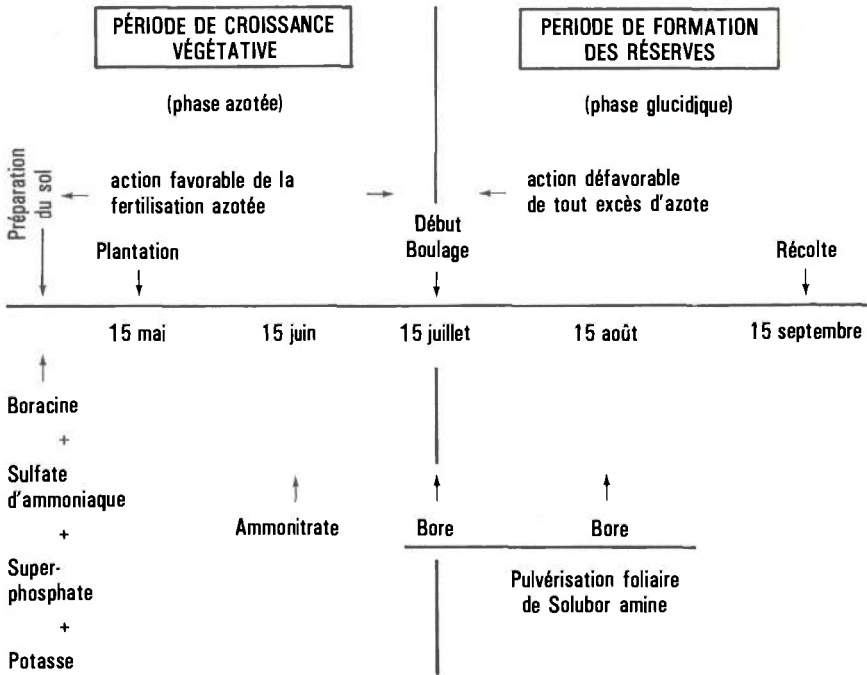 PÉRIODE DE CROISSANCE
VÉGÉTATIVE
PERIODE DE FORMATION
DES RÉSERVES
(phase azotée)
(phase glucidique)
Préparation
du sol
action favorable de la
fertilisation azotée
action défavorable
de tout excès d'azote
Début
Boulage
Plantation
Récolte
15 mai
15 juin
15 juillet
15 août
15 septembre
Boracine
+
Sulfate
d'ammoniaque
+
Super-
phosphate
+
Potasse
Ammonitrate
Bore
Bore
Pulvérisation foliaire
de Solubor amine